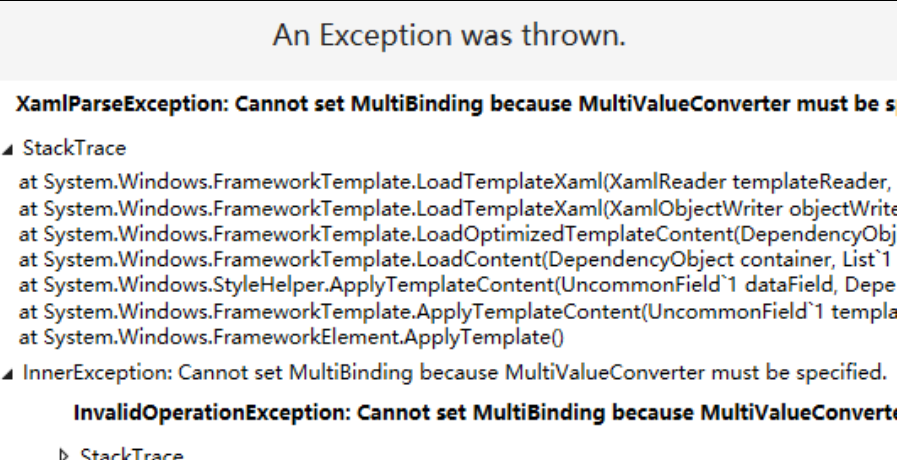 An Exception was thrown.
XamlParseException: Cannot set MultiBinding because MultiValueConverter must be
StackTrace
at System.Windows.FrameworkTemplate.LoadTemplateXaml(XamlReader templateReader,
at System.Windows.FrameworkTemplate.LoadTemplateXaml(XamlObjectWriter objectWrite
at System.Windows.FrameworkTemplate.LoadOptimizedTemplateContent(DependencyObj
at System.Windows.FrameworkTemplate.LoadContent(DependencyObject container, List`1
at System.Windows.StyleHelper.ApplyTemplateContent(UncommonField`1 dataField, Depe
at System.Windows.FrameworkTemplate.ApplyTemplateContent(UncommonField`1 templa
at System.Windows.FrameworkElement.ApplyTemplate()
InnerException: Cannot set MultiBinding because MultiValueConverter must be specified.
InvalidOperationException: Cannot set MultiBinding because MultiValueConverte
StackTrace